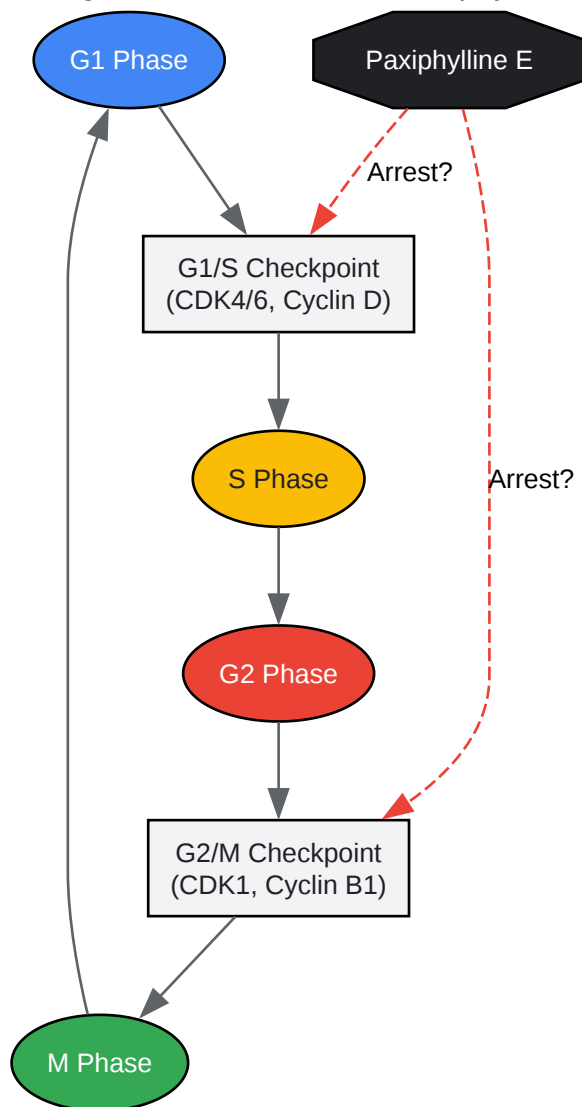 G1 Phase
Paxiphylline E
Arrest?
G1/S Checkpoint
(CDK4/6, Cyclin D)
S Phase
Arrest?
G2 Phase
G2/M Checkpoint
(CDK1, Cyclin B1)
M Phase